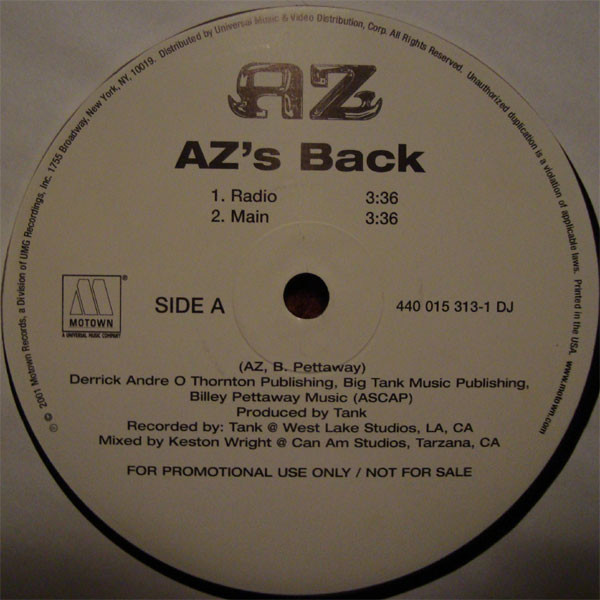 ℗ © 2001 Motown Records, a Division of UMG Recordings, Inc. 1755 Broadway, New York, NY, 10019. Distributed by Universal Music & Video Distribution, Corp. All Rights Reserved. Unauthorized duplication is a violation of applicable laws. Printed in the USA. www.motown.com
AZ
AZ's Back
1. Radio 3:36
2. Main 3:36
MOTOWN
A UNIVERSAL MUSIC COMPANY
SIDE A
440 015 313-1 DJ
(AZ, B. Pettaway)
Derrick Andre O Thornton Publishing, Big Tank Music Publishing,
Billey Pettaway Music (ASCAP)
Produced by Tank
Recorded by: Tank @ West Lake Studios, LA, CA
Mixed by Keston Wright @ Can Am Studios, Tarzana, CA
FOR PROMOTIONAL USE ONLY / NOT FOR SALE